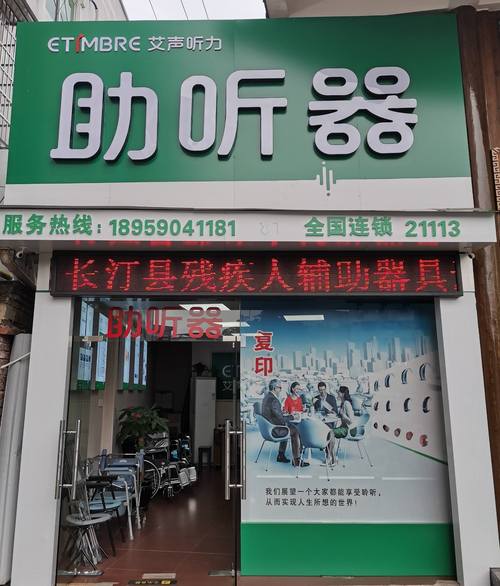 ETIMBRE 艾声听力
助听器
服务热线: 18959041181 全国连锁 21113
长汀县残疾人辅助器具
助听器
复印
我们展望一个大家都能享受聆听,
从而实现人生所想的世界!